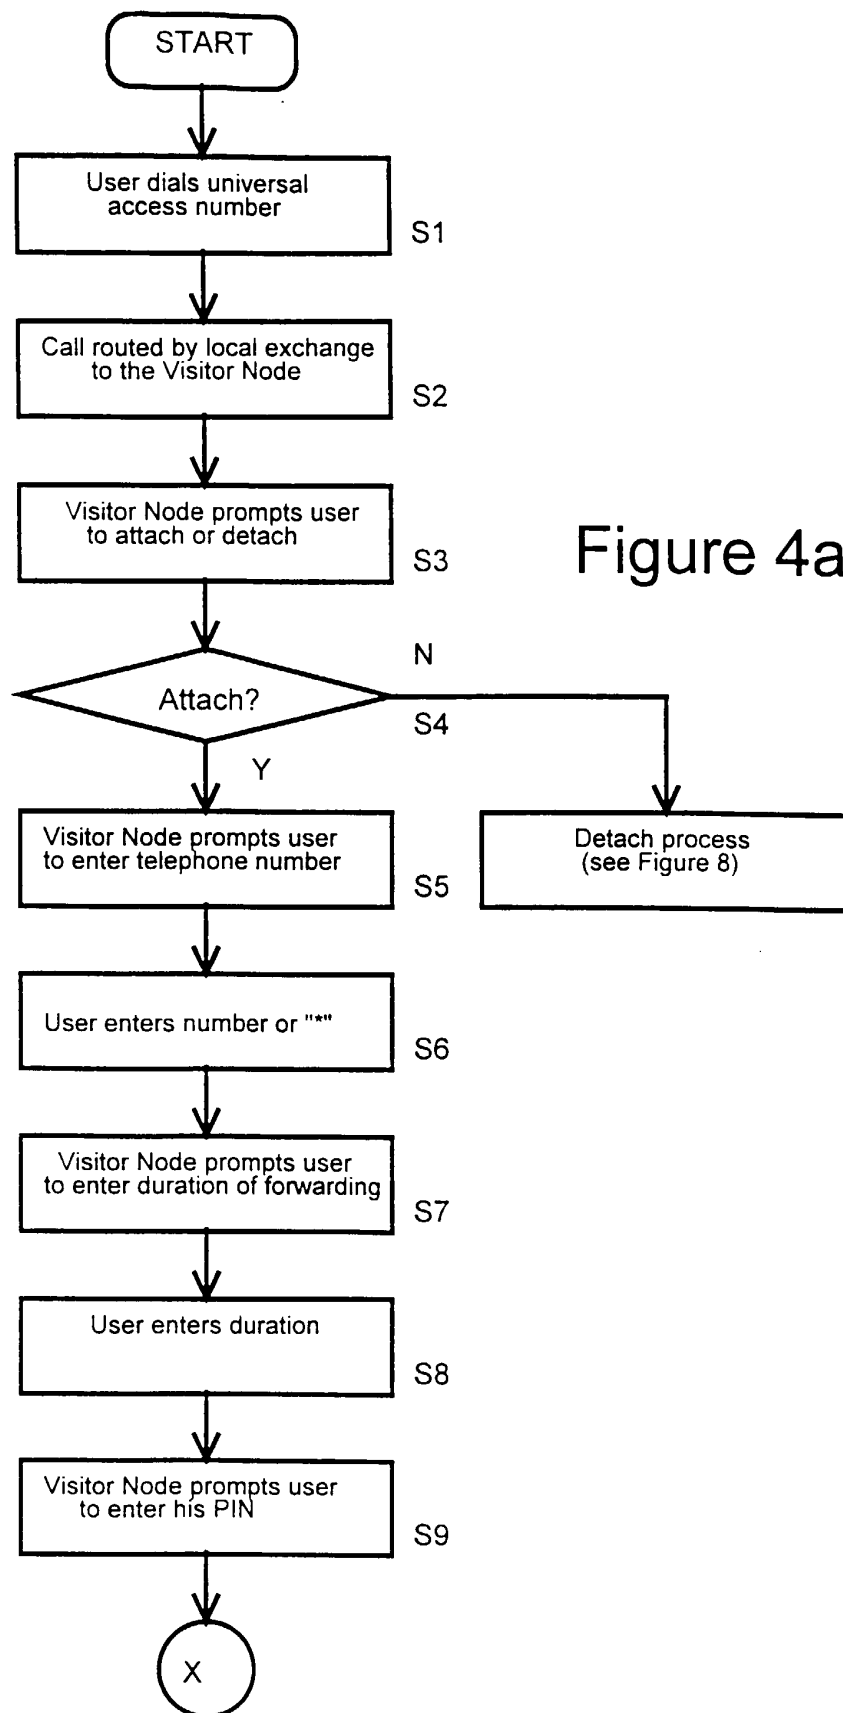 START
User dials universal
access number
S1
Call routed by local exchange
to the Visitor Node
S2
Visitor Node prompts user
to attach or detach
S3
Figure 4a
Attach?
N
S4
Y
Visitor Node prompts user
to enter telephone number
S5
Detach process
(see Figure 8)
User enters number or "*"
S6
Visitor Node prompts user
to enter duration of forwarding
S7
User enters duration
S8
Visitor Node prompts user
to enter his PIN
S9
X